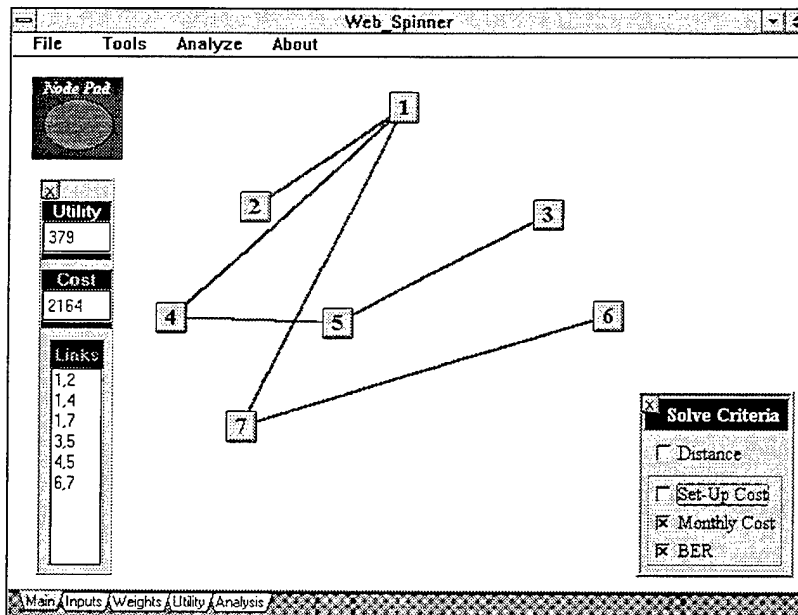 Web_Spinner
File Tools Analyze About
Node Pad
1
2
3
4
5
6
7
x
Utility
379
Cost
2164
Links
1,2
1,4
1,7
3,5
4,5
6,7
x
Solve Criteria
Distance
Set-Up Cost
Monthly Cost
BER
Main Inputs Weights Utility Analysis